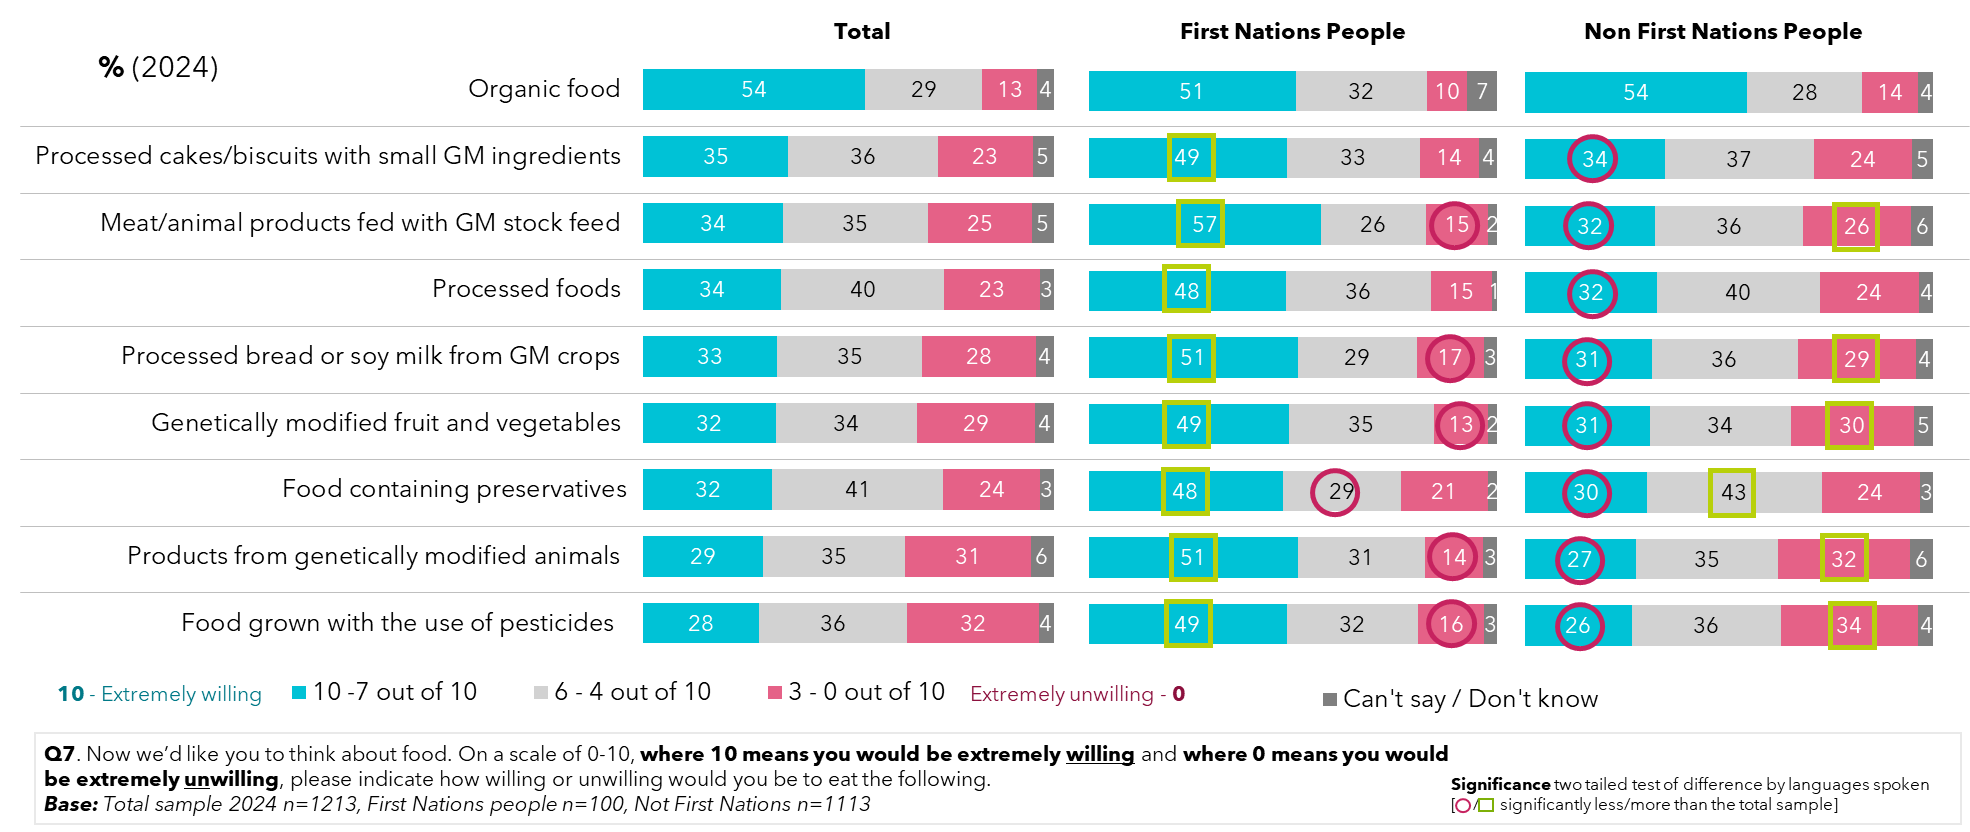 Total First Nations People Non First Nations People
% (2024)
Organic food 54 29 13 4 51 32 10 7 54 28 14 4
Processed cakes/biscuits with small GM ingredients 35 36 23 5 49 33 14 4 34 37 24 5
Meat/animal products fed with GM stock feed 34 35 25 5 57 26 15 2 32 36 26 6
Processed foods 34 40 23 3 48 36 15 1 32 40 24 4
Processed bread or soy milk from GM crops 33 35 28 4 51 29 17 3 31 36 29 4
Genetically modified fruit and vegetables 32 34 29 4 49 35 13 2 31 34 30 5
Food containing preservatives 32 41 24 3 48 29 21 2 30 43 24 3
Products from genetically modified animals 29 35 31 6 51 31 14 3 27 35 32 6
Food grown with the use of pesticides 28 36 32 4 49 32 16 3 26 36 34 4
10 - Extremely willing 10 -7 out of 10 6 - 4 out of 10 3 - 0 out of 10 Extremely unwilling - 0 Can't say / Don't know
Q7. Now we’d like you to think about food. On a scale of 0-10, where 10 means you would be extremely willing and where 0 means you would
be extremely unwilling, please indicate how willing or unwilling would you be to eat the following.
Base: Total sample 2024 n=1213, First Nations people n=100, Not First Nations n=1113
Significance two tailed test of difference by languages spoken
[ / significantly less/more than the total sample]